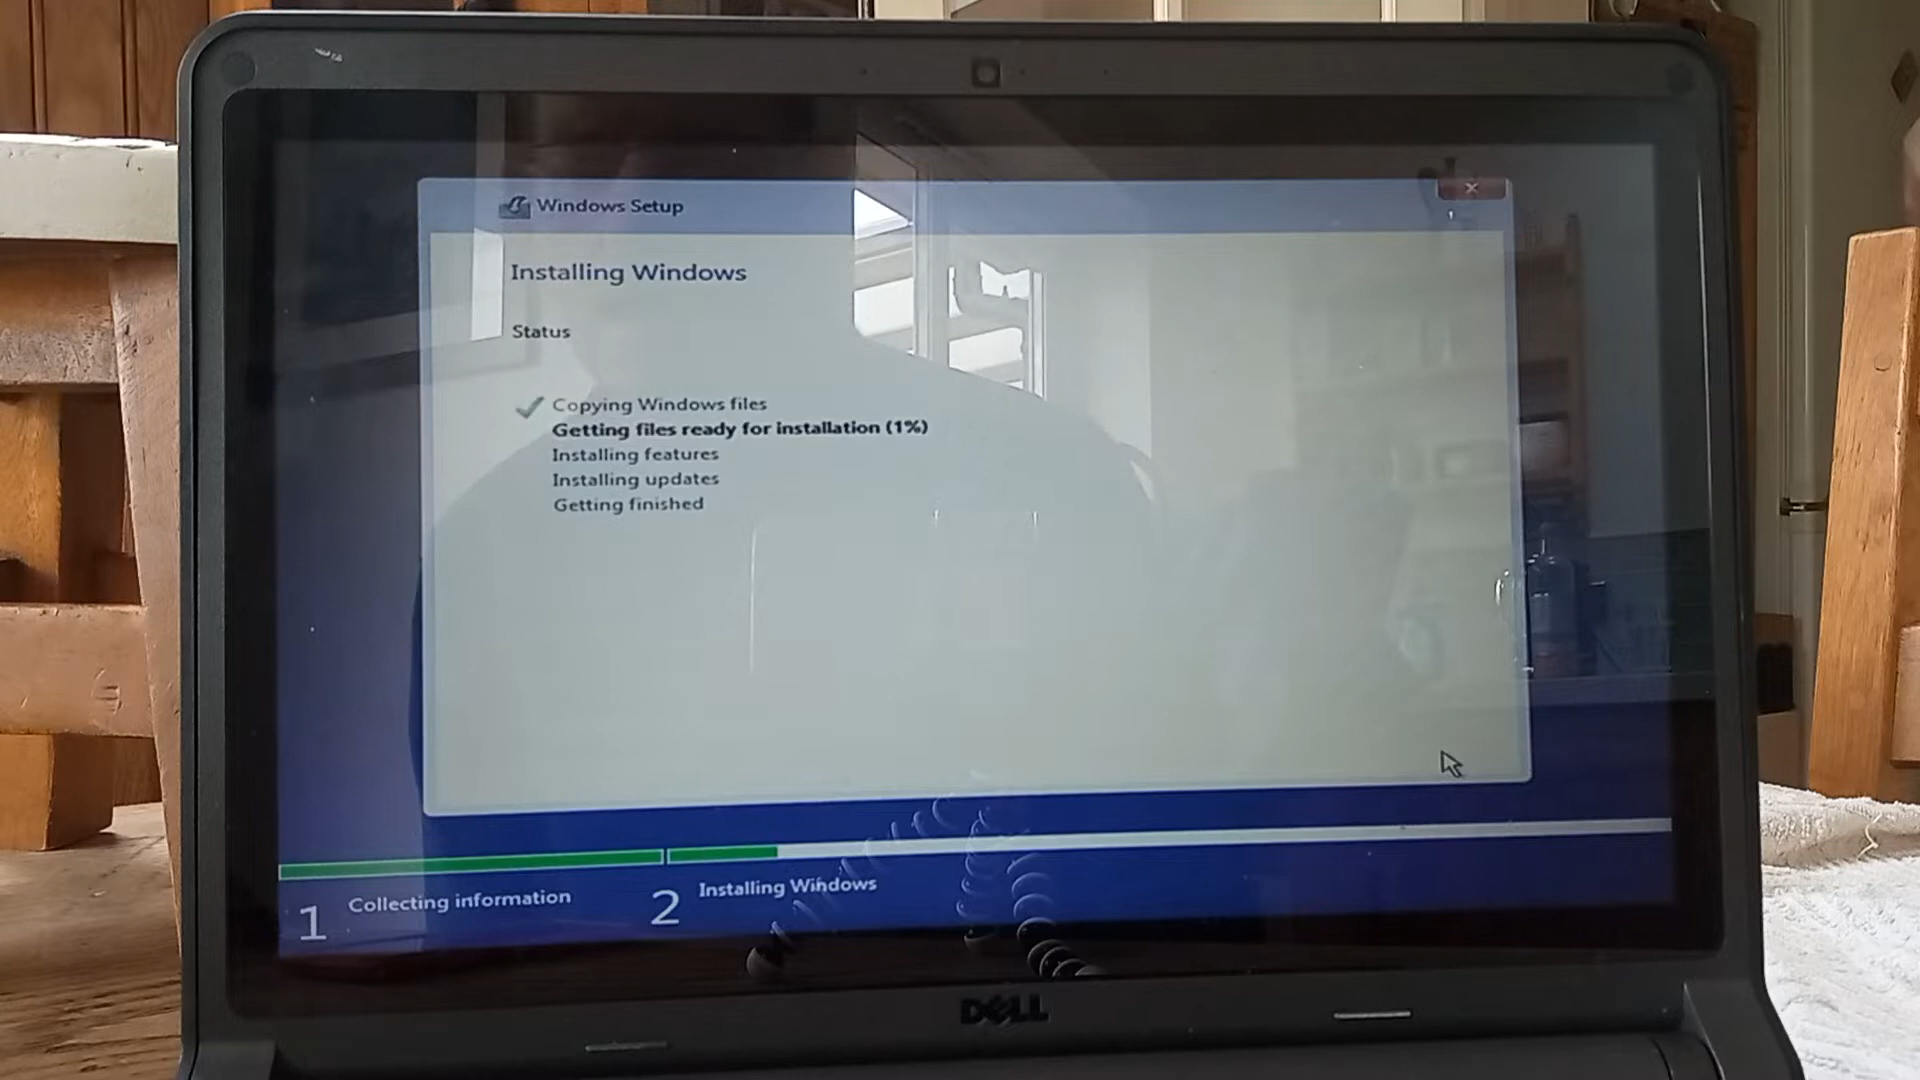 Windows Setup
Installing Windows
Status
Copying Windows files
Getting files ready for installation (1%)
Installing features
Installing updates
Getting finished
1 Collecting information
2 Installing Windows
DELL